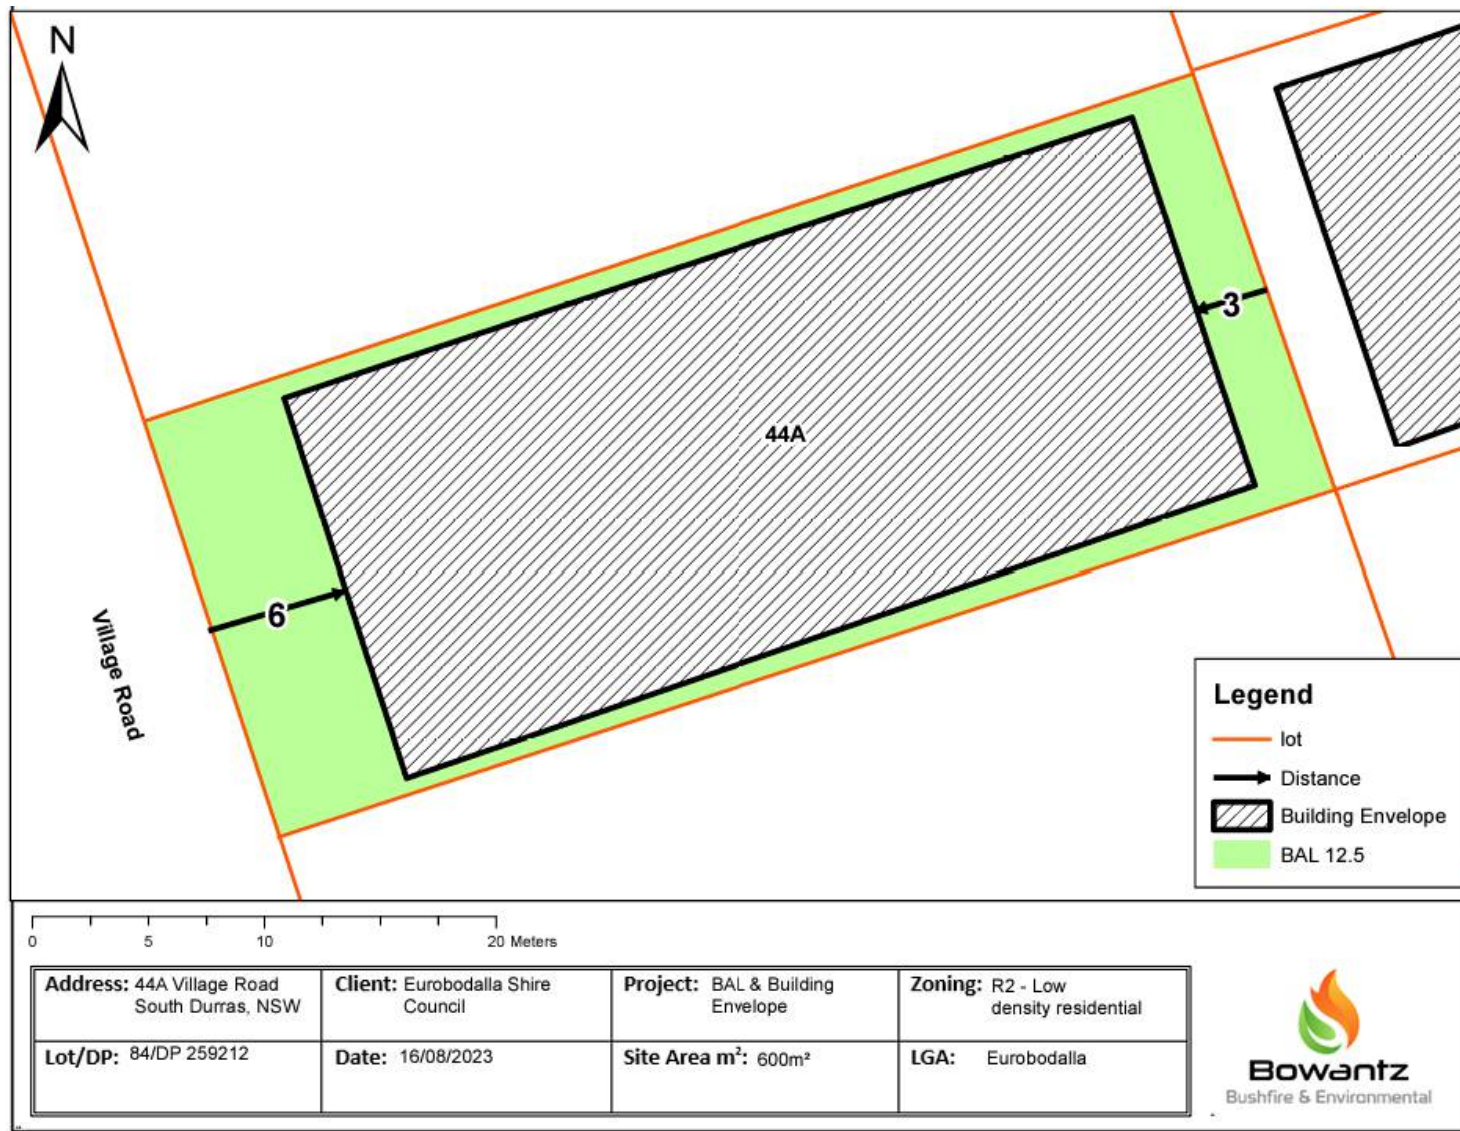 N
3
44A
6
Village Road
Legend
lot
Distance
Building Envelope
BAL 12.5
0 5 10 20 Meters
Address: 44A Village Road
South Durras, NSW
Client: Eurobodalla Shire
Council
Project: BAL & Building
Envelope
Zoning: R2 - Low
density residential
Lot/DP: 84/DP 259212
Date: 16/08/2023
Site Area m²: 600m²
LGA: Eurobodalla
Bowantz
Bushfire & Environmental